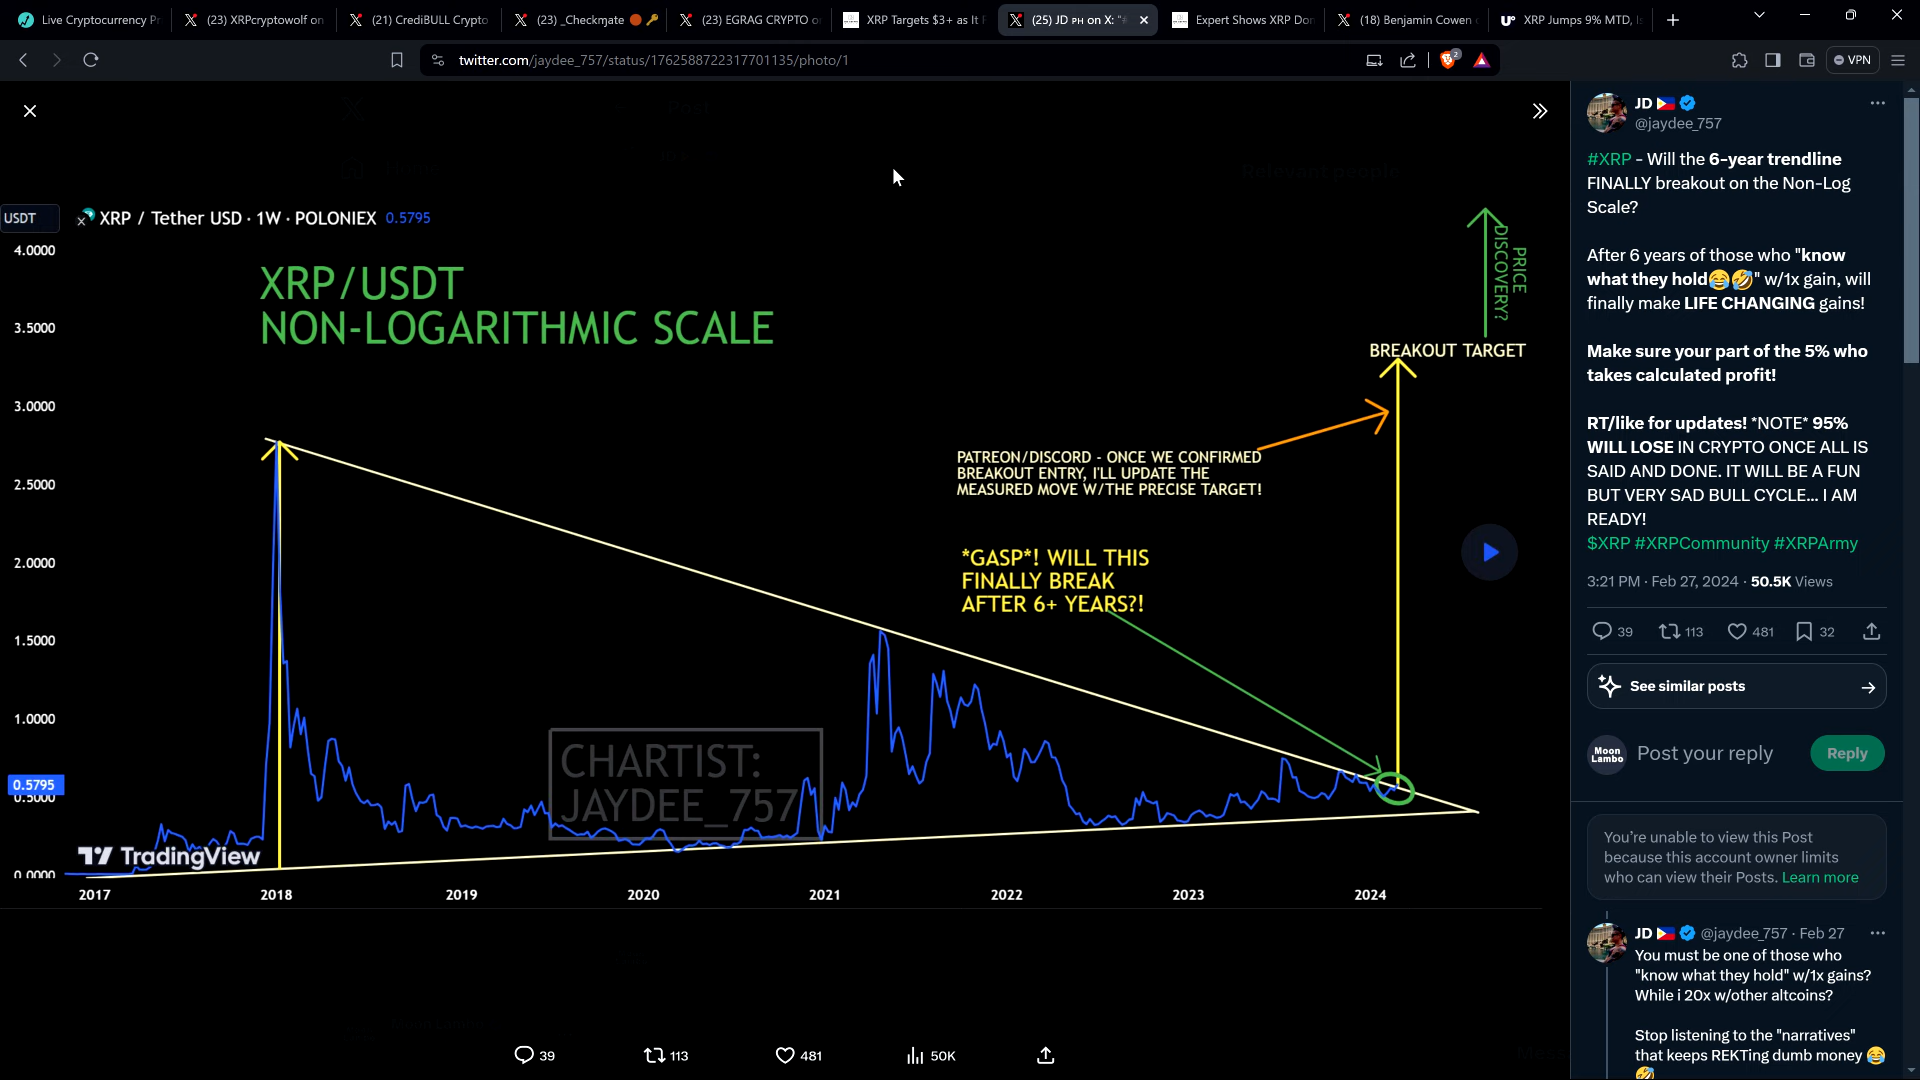 Live Cryptocurrency Pr
(23) XRPcryptowolf on
(21) CrediBULL Crypto
(23) _Checkmate 🟠🔑
(23) EGRAG CRYPTO o
XRP Targets $3+ as It F
(25) JD PH on X: "#
Expert Shows XRP Dom
(18) Benjamin Cowen
XRP Jumps 9% MTD,
twitter.com/jaydee_757/status/1762588722317701135/photo/1
2
VPN
USDT
XRP / Tether USD · 1W · POLONIEX 0.5795
4.0000
3.5000
3.0000
2.5000
2.0000
1.5000
1.0000
0.5795
0.5000
0.0000
XRP/USDT
NON-LOGARITHMIC SCALE
PRICE
DISCOVERY?
BREAKOUT TARGET
PATREON/DISCORD - ONCE WE CONFIRMED
BREAKOUT ENTRY, I'LL UPDATE THE
MEASURED MOVE W/THE PRECISE TARGET!
*GASP*! WILL THIS
FINALLY BREAK
AFTER 6+ YEARS?!
CHARTIST:
JAYDEE_757
TradingView
2017 2018 2019 2020 2021 2022 2023 2024
39 113 481 50K
JD 🇵🇭
@jaydee_757
#XRP - Will the 6-year trendline
FINALLY breakout on the Non-Log
Scale?
After 6 years of those who "know
what they hold😂🤣" w/1x gain, will
finally make LIFE CHANGING gains!
Make sure your part of the 5% who
takes calculated profit!
RT/like for updates! *NOTE* 95%
WILL LOSE IN CRYPTO ONCE ALL IS
SAID AND DONE. IT WILL BE A FUN
BUT VERY SAD BULL CYCLE... I AM
READY!
$XRP #XRPCommunity #XRPArmy
3:21 PM · Feb 27, 2024 · 50.5K Views
39 113 481 32
See similar posts
Moon
Lambo
Post your reply
Reply
You're unable to view this Post
because this account owner limits
who can view their Posts. Learn more
JD 🇵🇭 @jaydee_757 · Feb 27
You must be one of those who
"know what they hold" w/1x gains?
While i 20x w/other altcoins?
Stop listening to the "narratives"
that keeps REKTing dumb money 😂
🤣